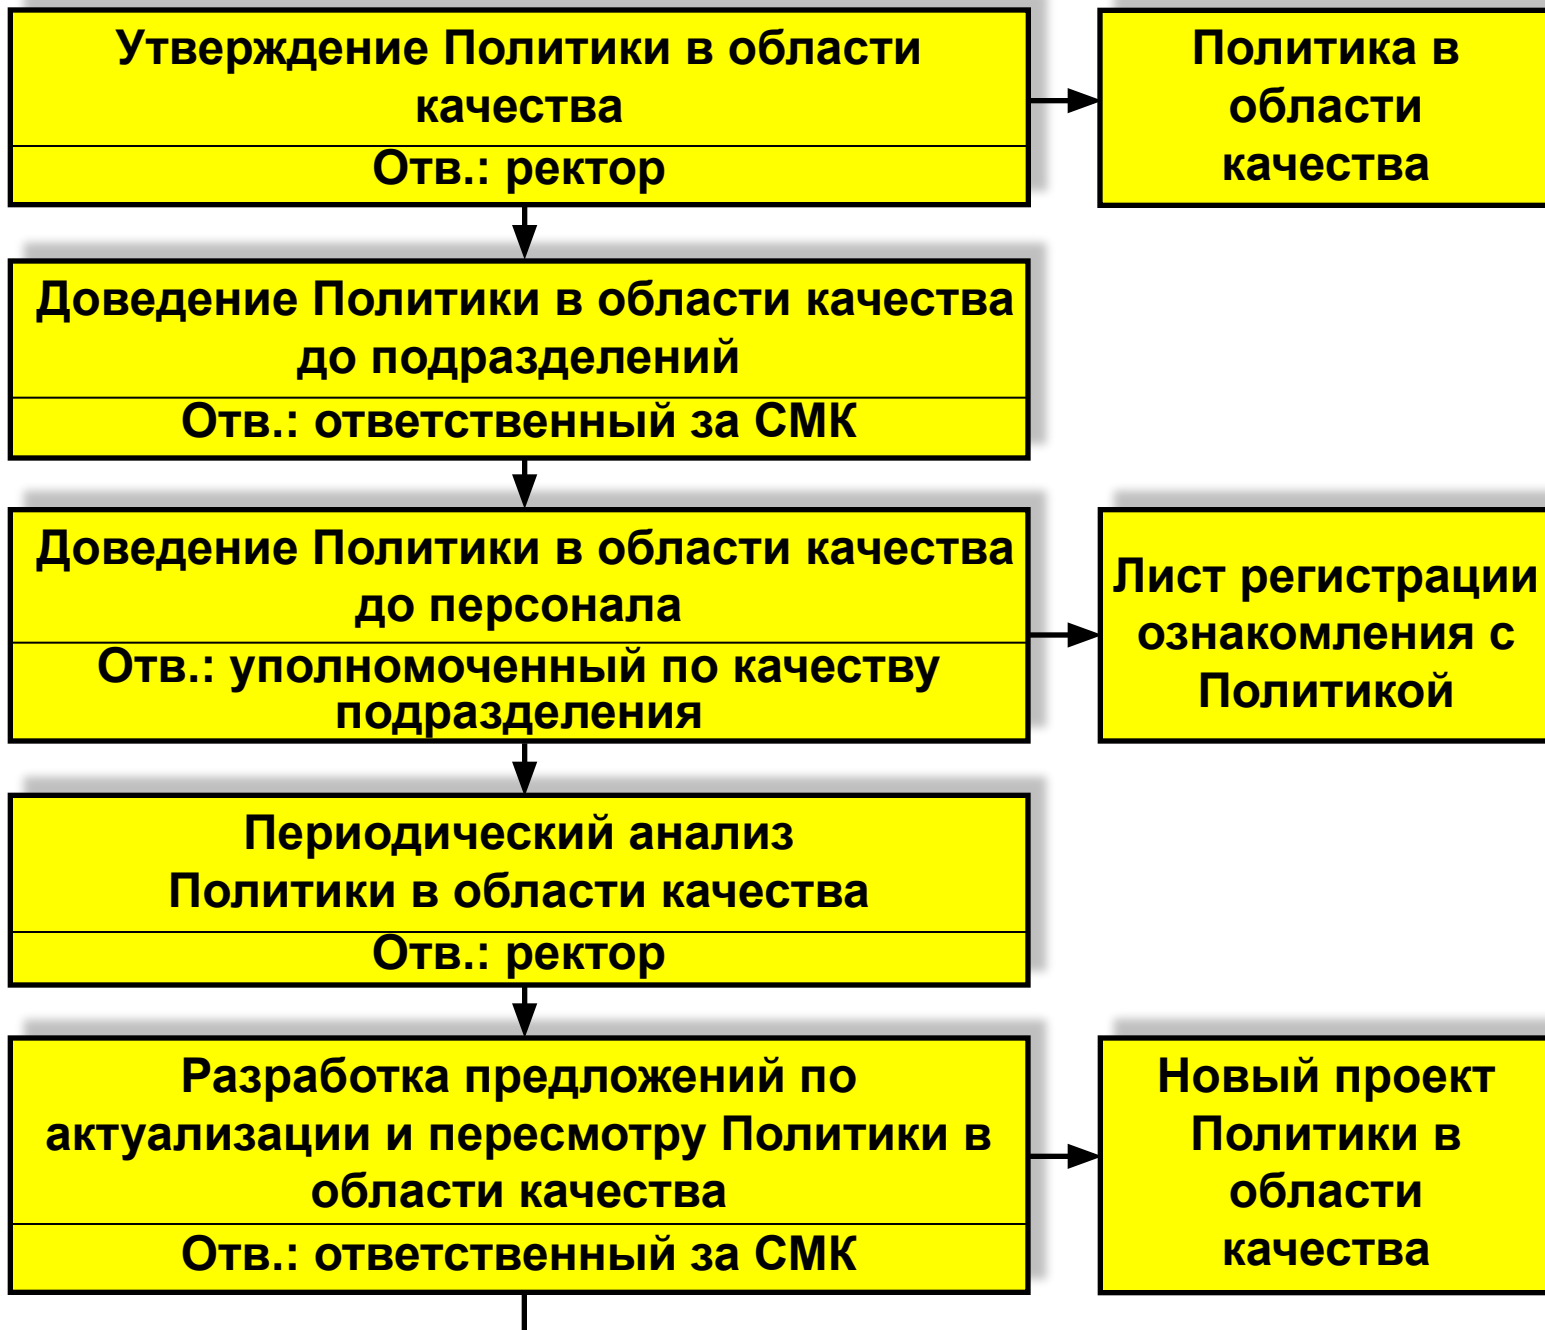 Утверждение Политики в области
качества
Отв.: ректор
Политика в
области
качества
Доведение Политики в области качества
до подразделений
Отв.: ответственный за СМК
Доведение Политики в области качества
до персонала
Отв.: уполномоченный по качеству
подразделения
Лист регистрации
ознакомления с
Политикой
Периодический анализ
Политики в области качества
Отв.: ректор
Разработка предложений по
актуализации и пересмотру Политики в
области качества
Отв.: ответственный за СМК
Новый проект
Политики в
области
качества